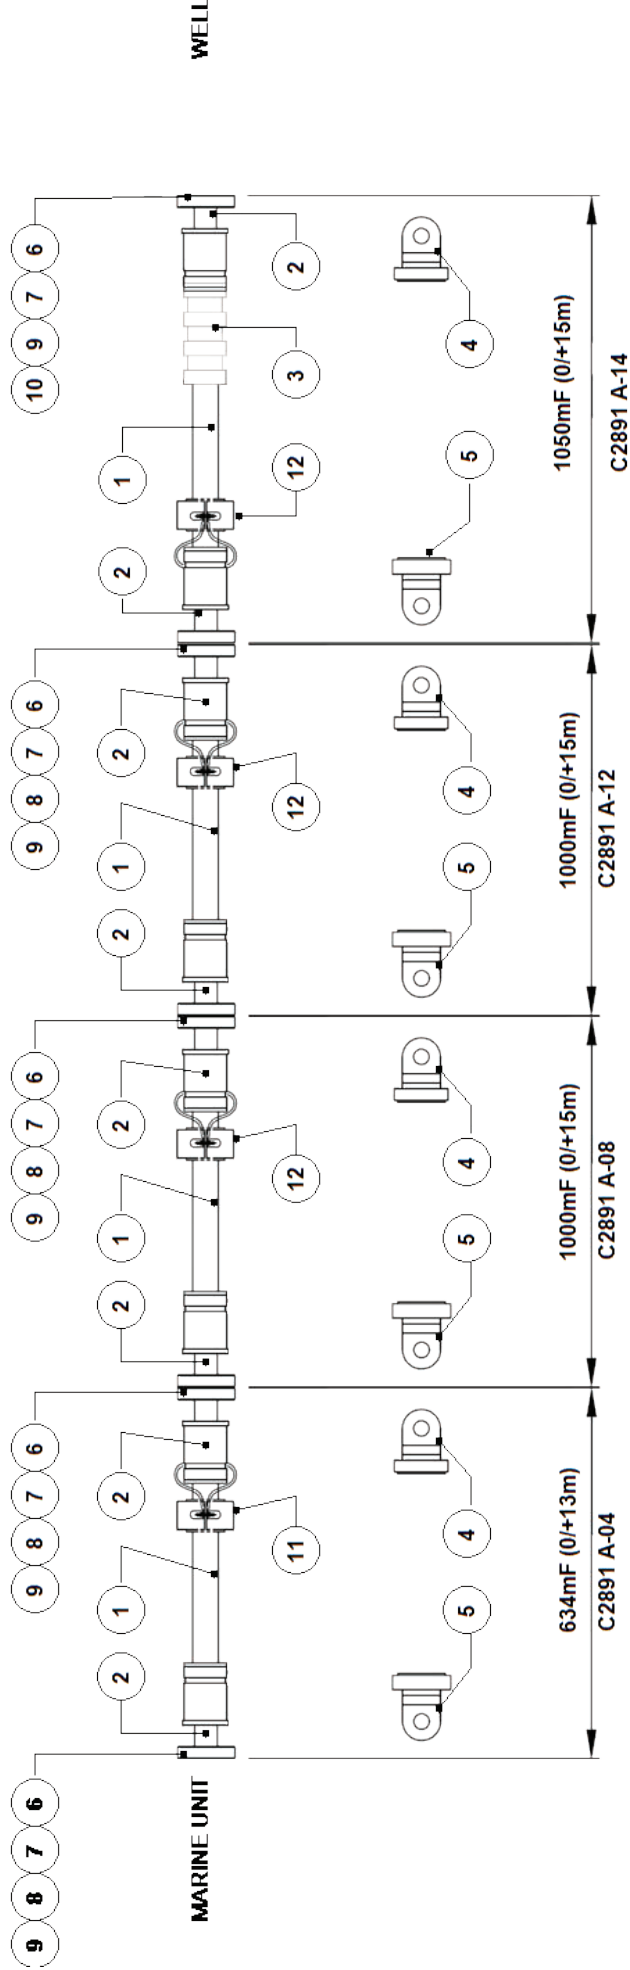 9 8 7 6 9 8 7 6 9 8 7 6 9 8 7 6 10 9 7 6
2 1 2 2 1 2 2 1 2 2 1
MARINE UNIT WELL
11 12 12 12 3 2
5 4 5 4 5 4 5 4
634mF (0/+13m) 1000mF (0/+15m) 1000mF (0/+15m) 1050mF (0/+15m)
C2891 A-04 C2891 A-08 C2891 A-12 C2891 A-14